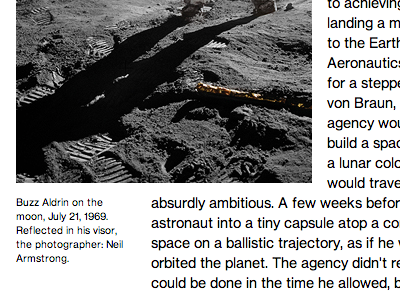 to achieving
landing a m
to the Earth
Aeronautics
for a steppe
von Braun,
agency wou
build a spac
a lunar colo
would trave
Buzz Aldrin on the
moon, July 21, 1969.
Reflected in his visor,
the photographer: Neil
Armstrong.
absurdly ambitious. A few weeks befor
astronaut into a tiny capsule atop a co
space on a ballistic trajectory, as if he w
orbited the planet. The agency didn't re
could be done in the time he allowed, b